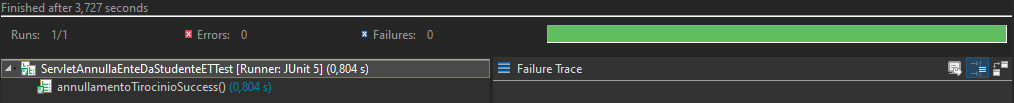 Finished after 3,727 seconds
Runs: 1/1 Errors: 0 Failures: 0
ServletAnnullaEnteDaStudenteETTest [Runner: JUnit 5] (0,804 s)
Failure Trace
annullamentoTirocinioSuccess() (0,804 s)